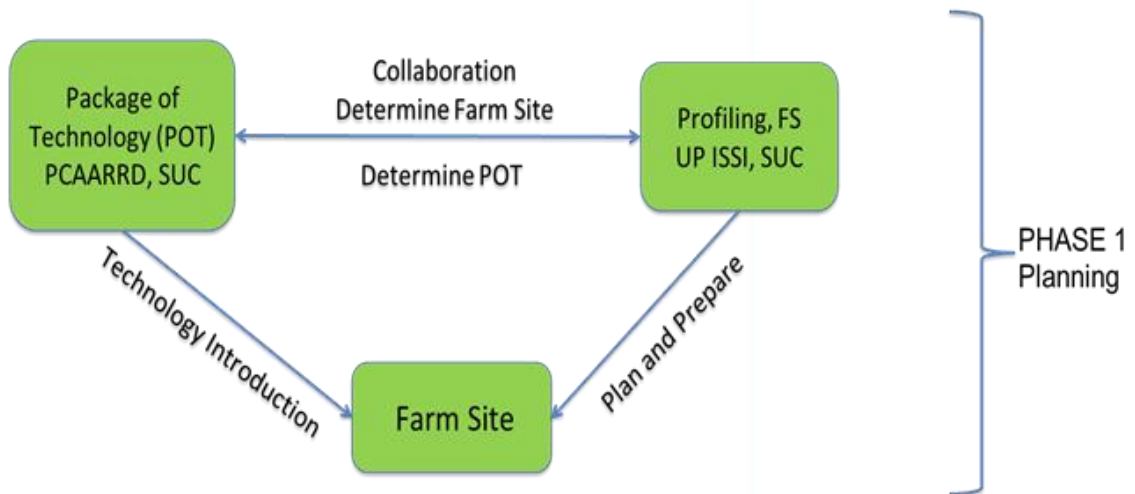 Package of
Technology (POT)
PCAARRD, SUC
Collaboration
Determine Farm Site
Determine POT
Profiling, FS
UP ISSI, SUC
Technology Introduction
Plan and Prepare
Farm Site
PHASE 1
Planning